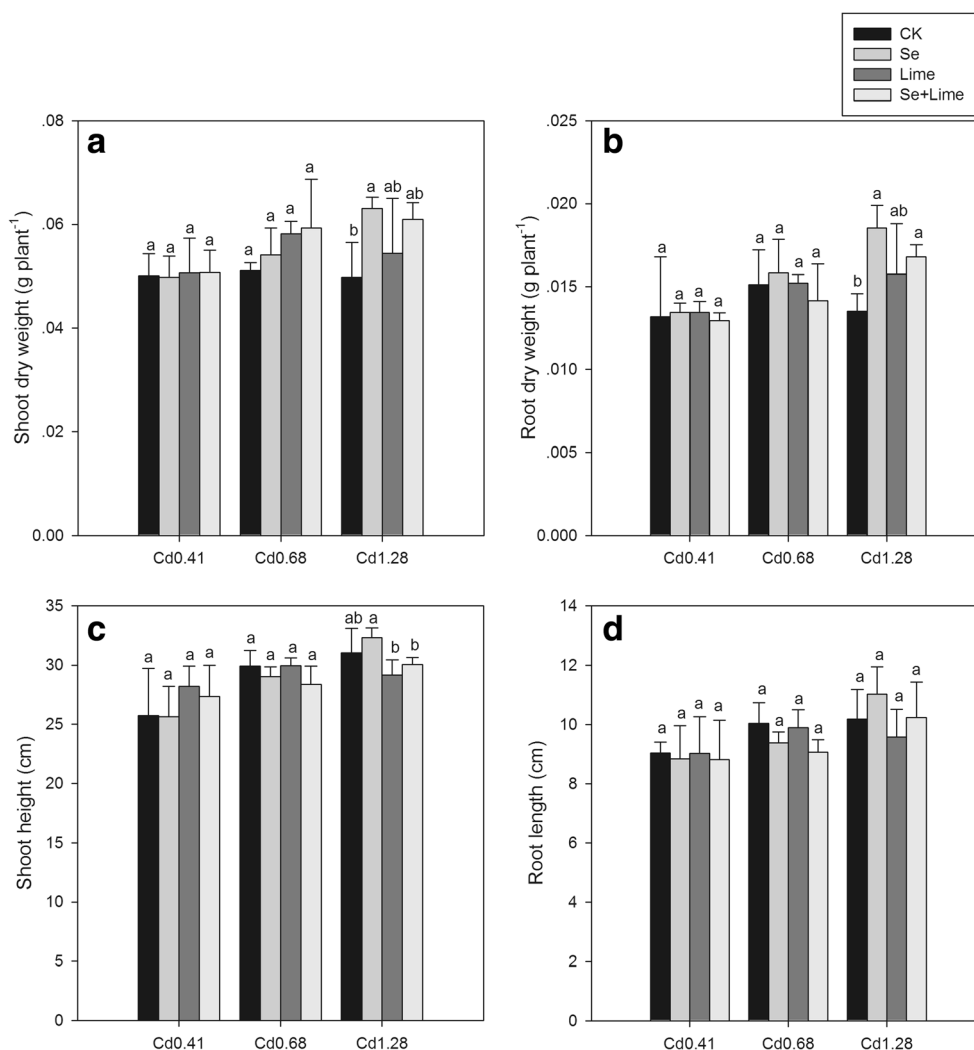 CK
Se
Lime
Se+Lime
a
Shoot dry weight (g plant-1)
.08
.06
.04
.02
0.00
a a a a
a a a a
b a ab ab
Cd0.41 Cd0.68 Cd1.28
b
Root dry weight (g plant-1)
.025
.020
.015
.010
.005
0.000
a a a a
a a a a
b a ab a
Cd0.41 Cd0.68 Cd1.28
c
Shoot height (cm)
35
30
25
20
15
10
5
0
a a a a
a a a a
ab a b b
Cd0.41 Cd0.68 Cd1.28
d
Root length (cm)
14
12
10
8
6
4
2
0
a a a a
a a a a
a a a a
Cd0.41 Cd0.68 Cd1.28